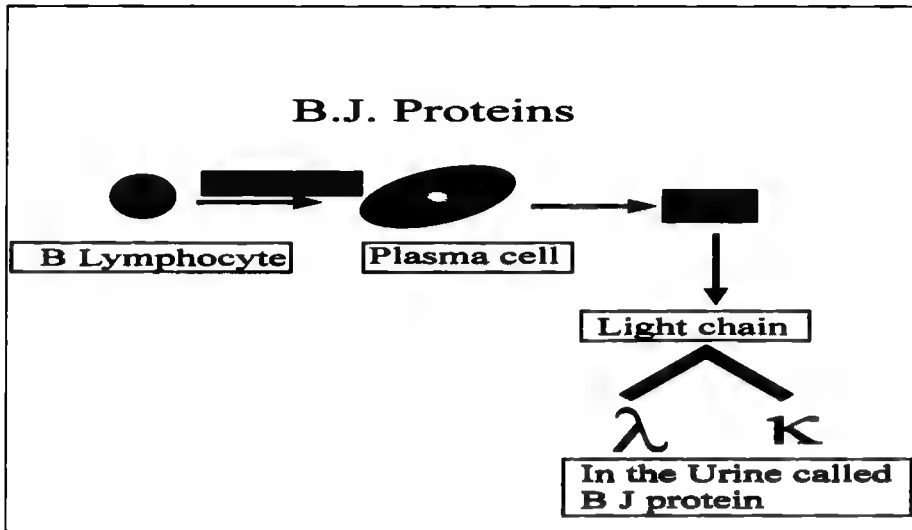 B.J. Proteins
B Lymphocyte
Plasma cell
Light chain
λ K
In the Urine called
B J protein